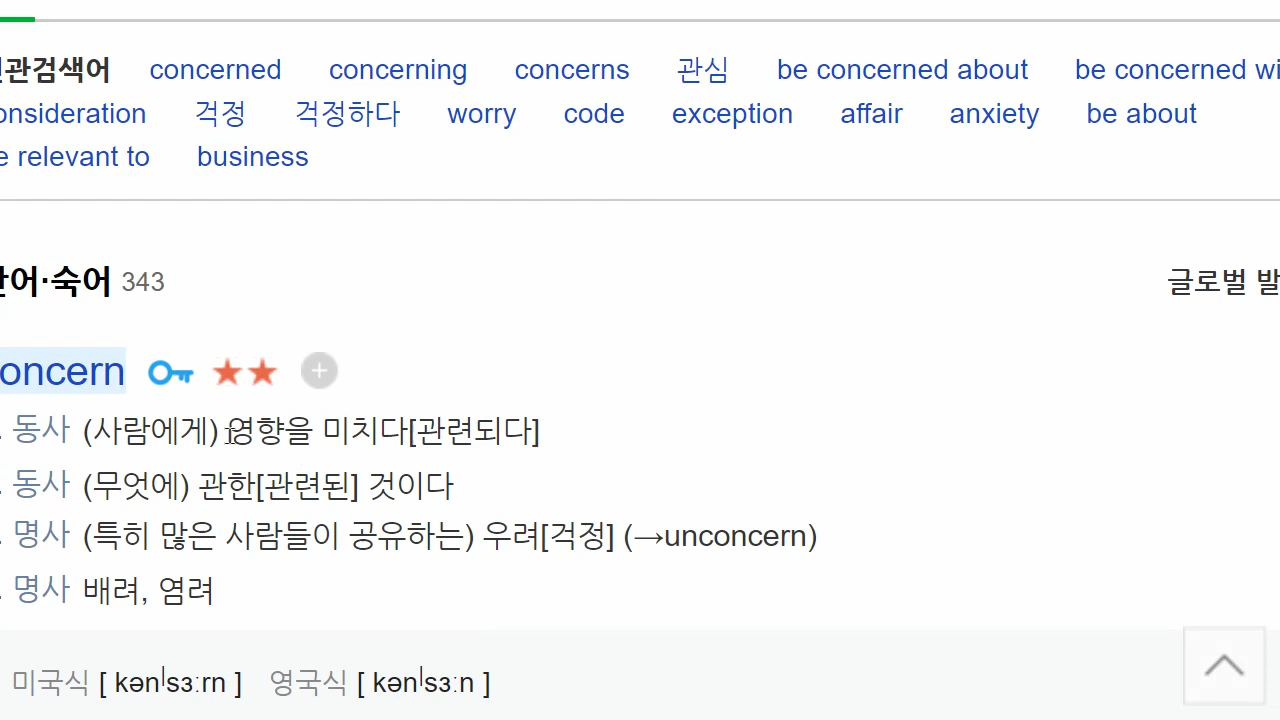 관검색어 concerned concerning concerns 관심 be concerned about be concerned wi
onsideration 걱정 걱정하다 worry code exception affair anxiety be about
e relevant to business
어·숙어 343 글로벌 발
oncern
동사 (사람에게) 영향을 미치다[관련되다]
동사 (무엇에) 관한[관련된] 것이다
명사 (특히 많은 사람들이 공유하는) 우려[걱정] (→unconcern)
명사 배려, 염려
미국식 [ kənˈsɜːrn ] 영국식 [ kənˈsɜːn ]